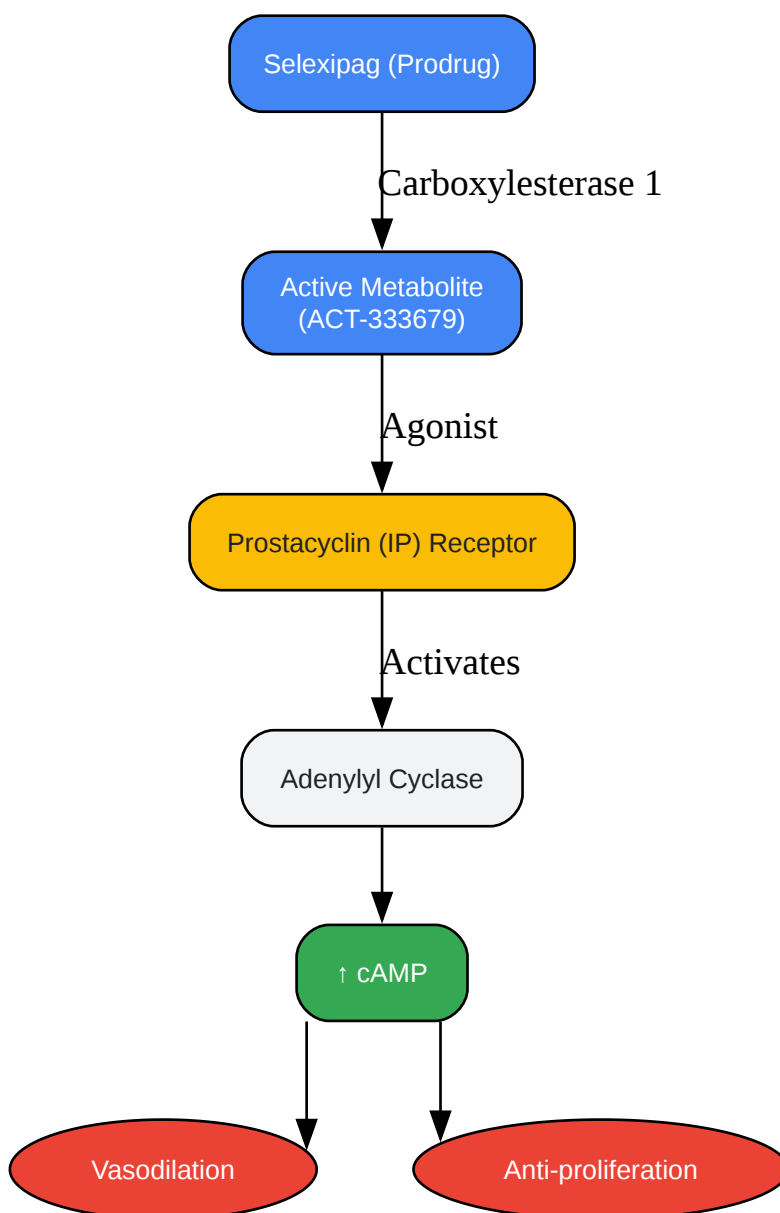 Selexipag (Prodrug)
Carboxylesterase 1
Active Metabolite
(ACT-333679)
Agonist
Prostacyclin (IP) Receptor
Activates
Adenylyl Cyclase
↑ cAMP
Vasodilation
Anti-proliferation